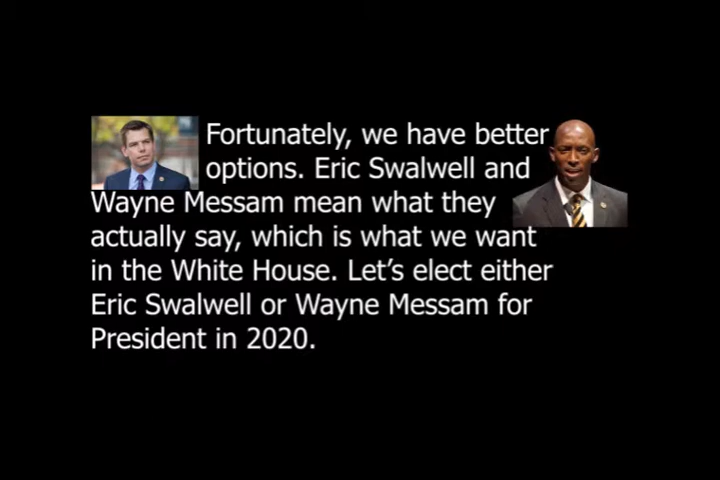 Fortunately, we have better
options. Eric Swalwell and
Wayne Messam mean what they
actually say, which is what we want
in the White House. Let’s elect either
Eric Swalwell or Wayne Messam for
President in 2020.